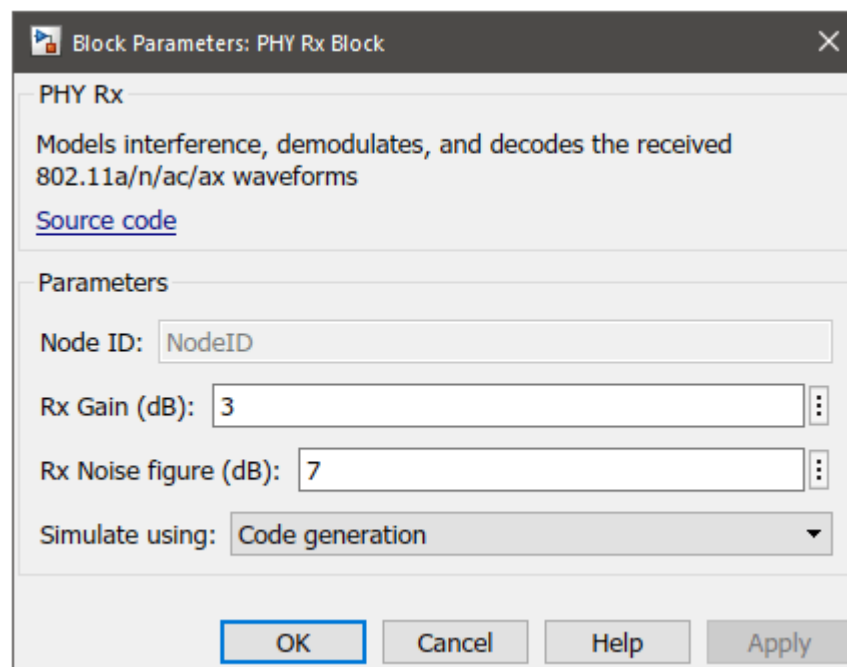 Block Parameters: PHY Rx Block
PHY Rx
Models interference, demodulates, and decodes the received
802.11a/n/ac/ax waveforms
Source code
Parameters
Node ID: NodeID
Rx Gain (dB): 3
Rx Noise figure (dB): 7
Simulate using: Code generation
OK Cancel Help Apply